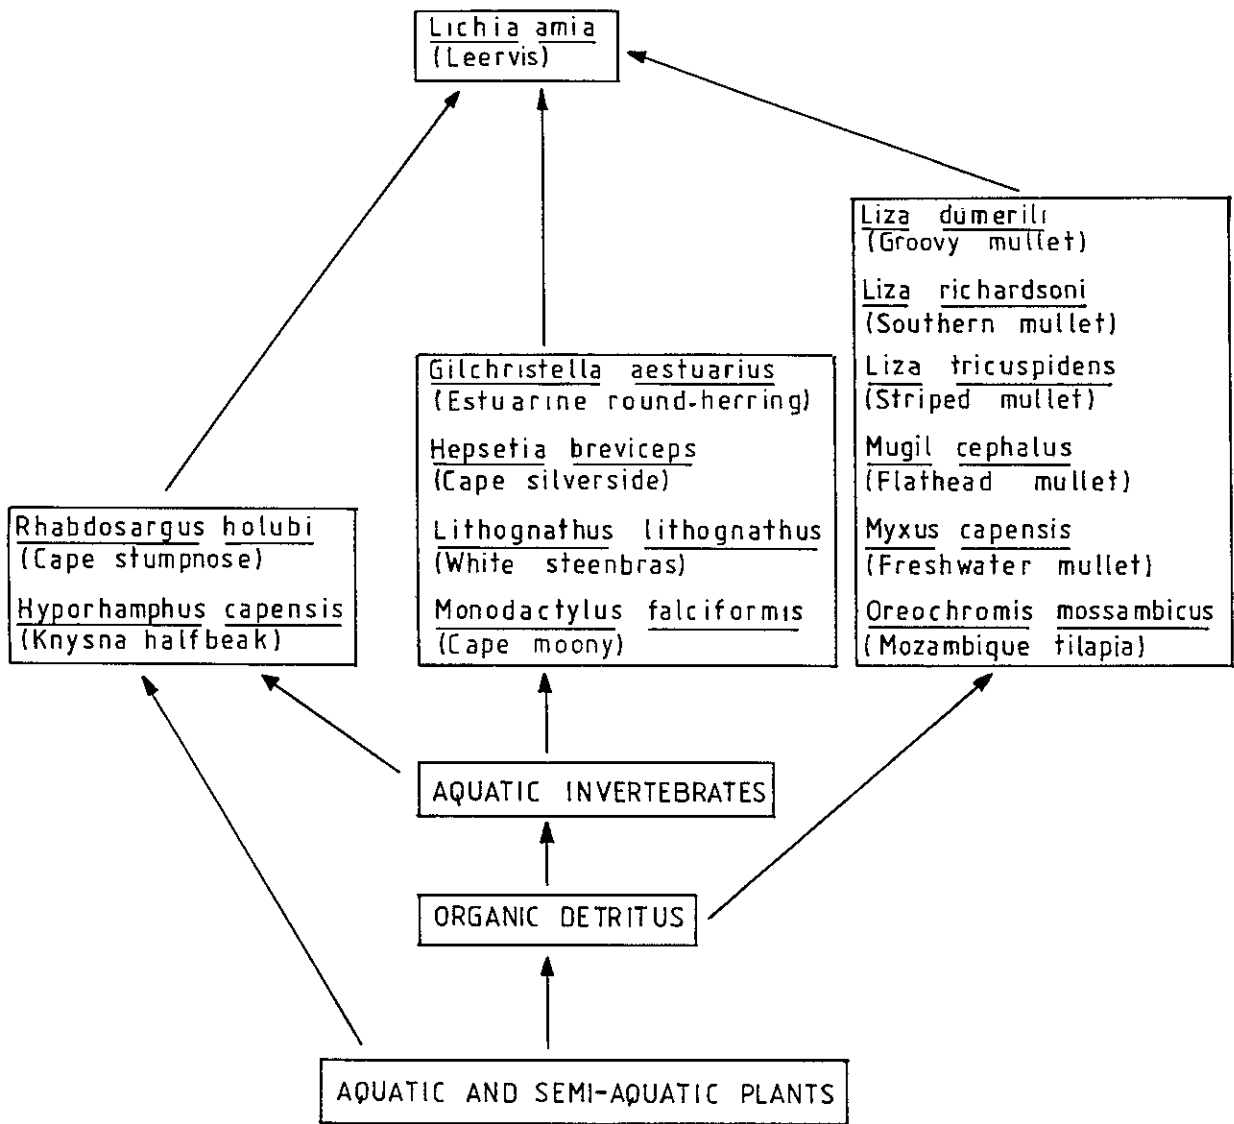 Lichia amia
(Leervis)
Liza dumerili
(Groovy mullet)
Liza richardsoni
(Southern mullet)
Liza tricuspidens
(Striped mullet)
Mugil cephalus
(Flathead mullet)
Myxus capensis
(Freshwater mullet)
Oreochromis mossambicus
(Mozambique tilapia)
Gilchristella aestuarius
(Estuarine round-herring)
Hepsetia breviceps
(Cape silverside)
Lithognathus lithognathus
(White steenbras)
Monodactylus falciformis
(Cape moony)
Rhabdosargus holubi
(Cape stumpnose)
Hyporhamphus capensis
(Knysna halfbeak)
AQUATIC INVERTEBRATES
ORGANIC DETRITUS
AQUATIC AND SEMI-AQUATIC PLANTS